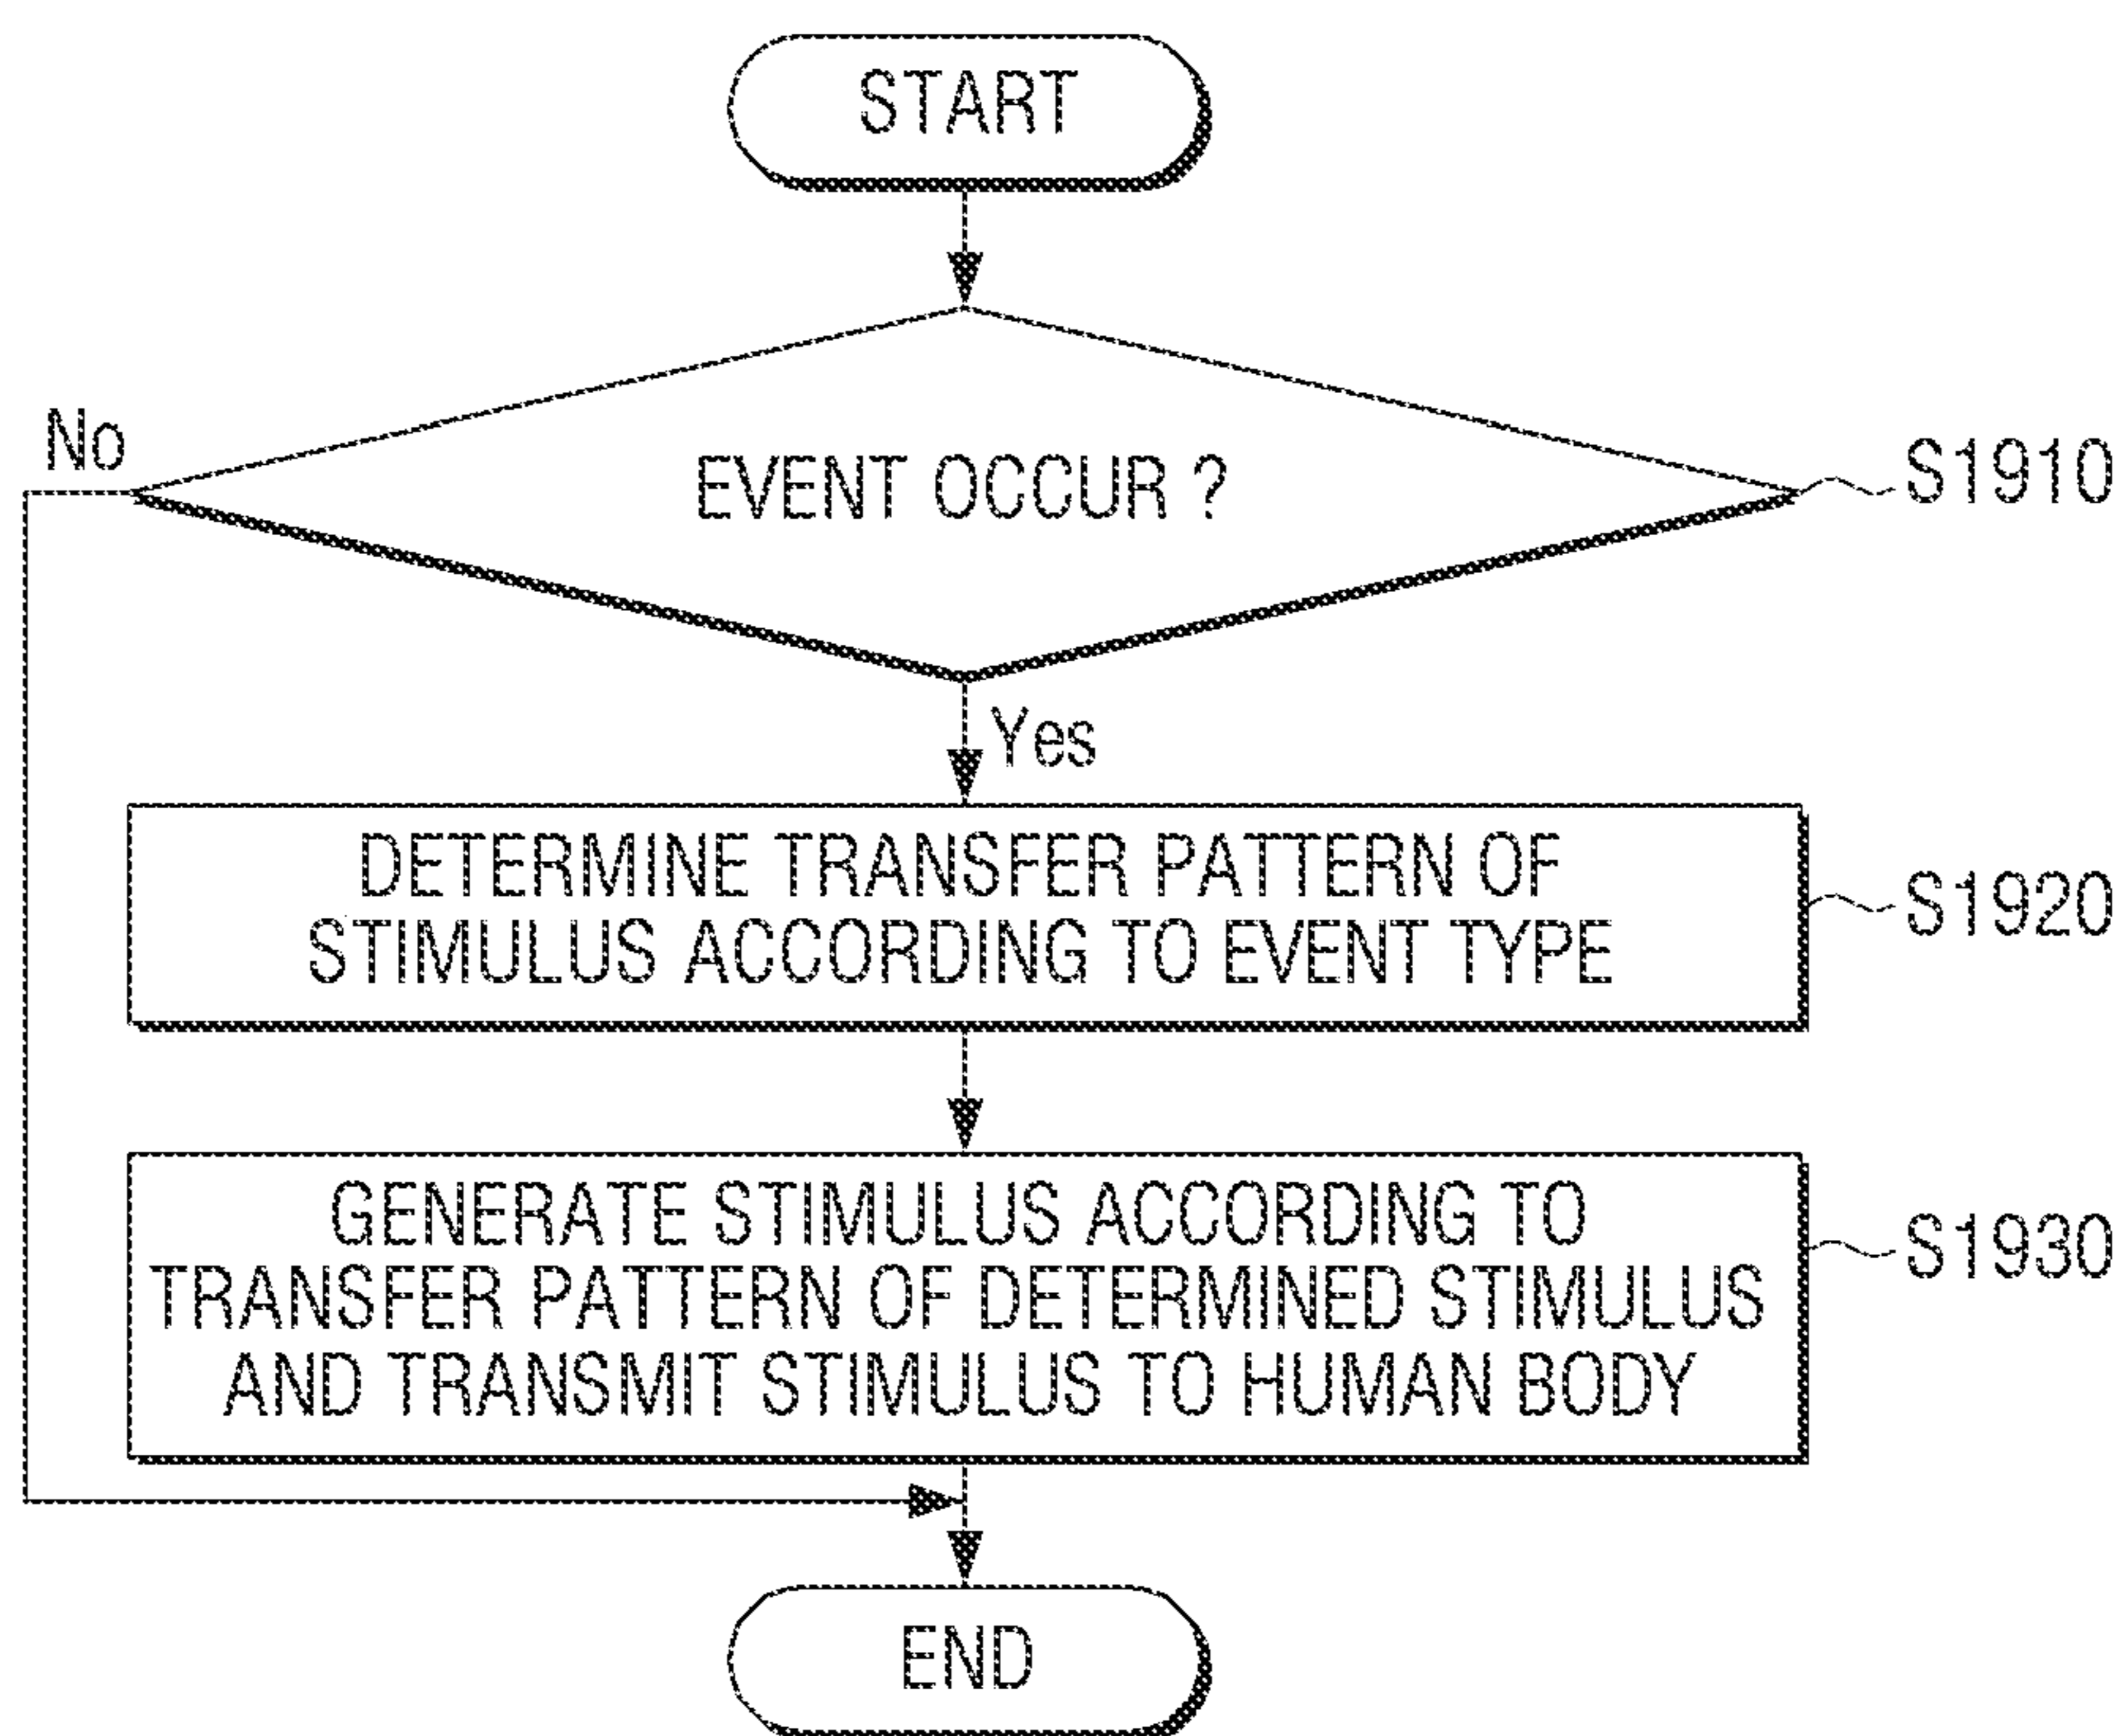 START
No
EVENT OCCUR ?
S1910
Yes
DETERMINE TRANSFER PATTERN OF
STIMULUS ACCORDING TO EVENT TYPE
S1920
GENERATE STIMULUS ACCORDING TO
TRANSFER PATTERN OF DETERMINED STIMULUS
AND TRANSMIT STIMULUS TO HUMAN BODY
S1930
END